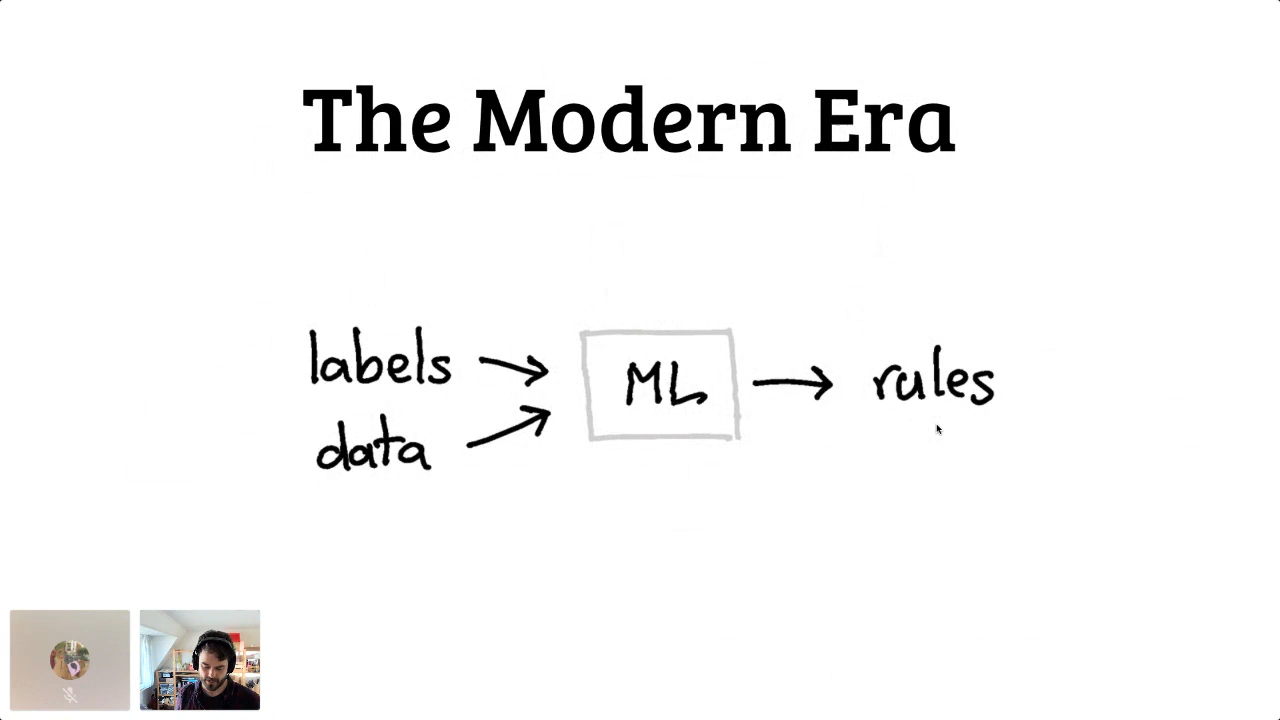 The Modern Era
labels
data
ML
rules